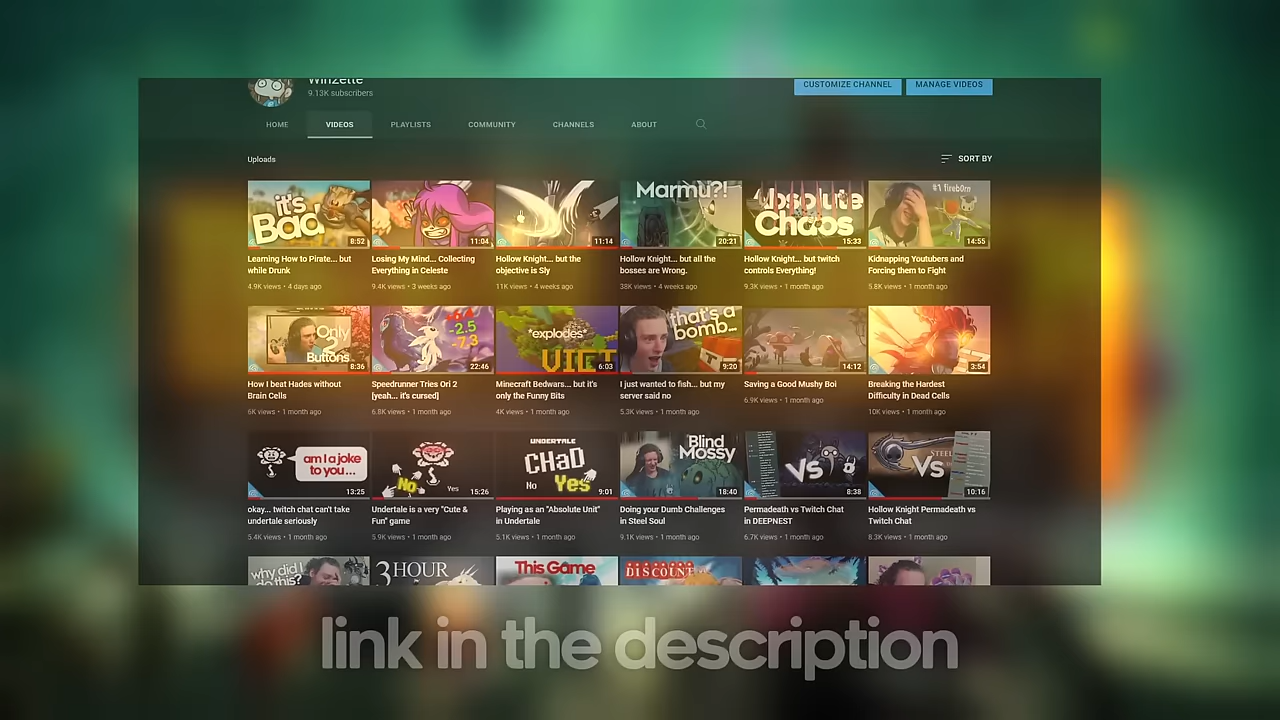 WinZette
9.13K subscribers
CUSTOMIZE CHANNEL
MANAGE VIDEOS
HOME
VIDEOS
PLAYLISTS
COMMUNITY
CHANNELS
ABOUT
Uploads
SORT BY
it's
Bad
8:52
11:04
11:14
Marmu?!
20:21
Absolute
Chaos
15:33
#1 fireb0rn
14:55
Learning How to Pirate... but
while Drunk
4.9K views • 4 days ago
Losing My Mind... Collecting
Everything in Celeste
9.4K views • 3 weeks ago
Hollow Knight... but the
objective is Sly
11K views • 4 weeks ago
Hollow Knight... but all the
bosses are Wrong.
38K views • 4 weeks ago
Hollow Knight... but twitch
controls Everything!
9.3K views • 1 month ago
Kidnapping Youtubers and
Forcing them to Fight
5.8K views • 1 month ago
Only
2
Buttons
8:36
-2.5
-7.3
22:46
*explodes*
VICT
6:03
that's a
bomb...
9:20
14:12
3:54
How I beat Hades without
Brain Cells
6K views • 1 month ago
Speedrunner Tries Ori 2
[yeah... it's cursed]
6.8K views • 1 month ago
Minecraft Bedwars... but it's
only the Funny Bits
4K views • 1 month ago
I just wanted to fish... but my
server said no
5.3K views • 1 month ago
Saving a Good Mushy Boi
6.9K views • 1 month ago
Breaking the Hardest
Difficulty in Dead Cells
10K views • 1 month ago
am I a joke
to you...
13:25
No
Yes
15:26
UNDERTALE
CHaD
No
Yes
9:01
Blind
Mossy
18:40
vs
8:38
STEEL
Vs
10:16
okay... twitch chat can't take
undertale seriously
5.4K views • 1 month ago
Undertale is a very "Cute &
Fun" game
5.9K views • 1 month ago
Playing as an "Absolute Unit"
in Undertale
5.1K views • 1 month ago
Doing your Dumb Challenges
in Steel Soul
9.1K views • 1 month ago
Permadeath vs Twitch Chat
in DEEPNEST
6.7K views • 1 month ago
Hollow Knight Permadeath vs
Twitch Chat
8.3K views • 1 month ago
why did I
do this?
3 HOUR
This Game
DISCOUNT
link in the description